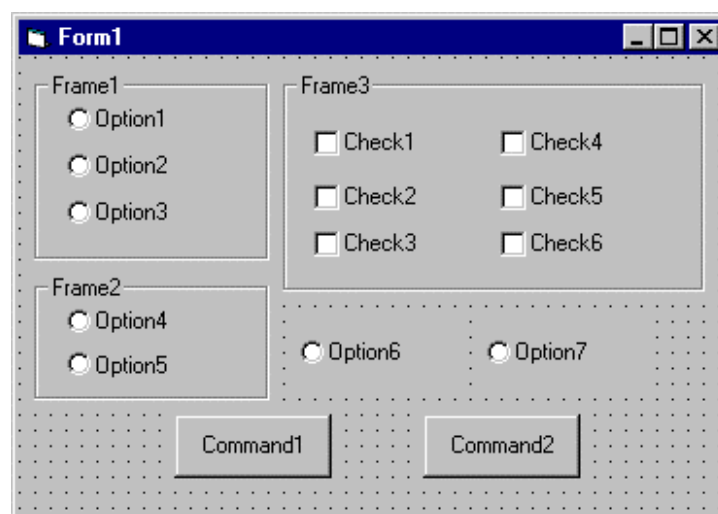 Form1
Frame1
Option1
Option2
Option3
Frame3
Check1
Check4
Check2
Check5
Check3
Check6
Frame2
Option4
Option5
Option6
Option7
Command1
Command2